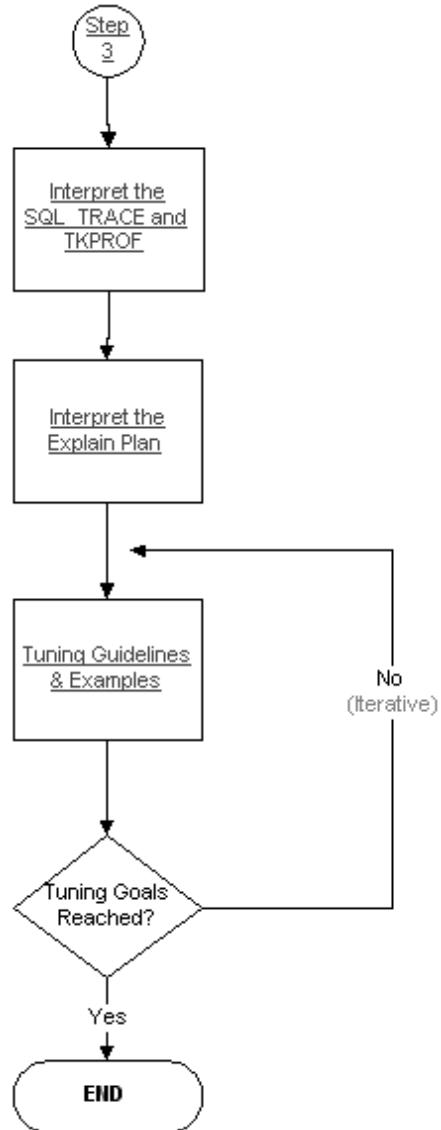 Step
3
Interpret the
SQL_TRACE and
TKPROF
Interpret the
Explain Plan
Tuning Guidelines
& Examples
No
(Iterative)
Tuning Goals
Reached?
Yes
END